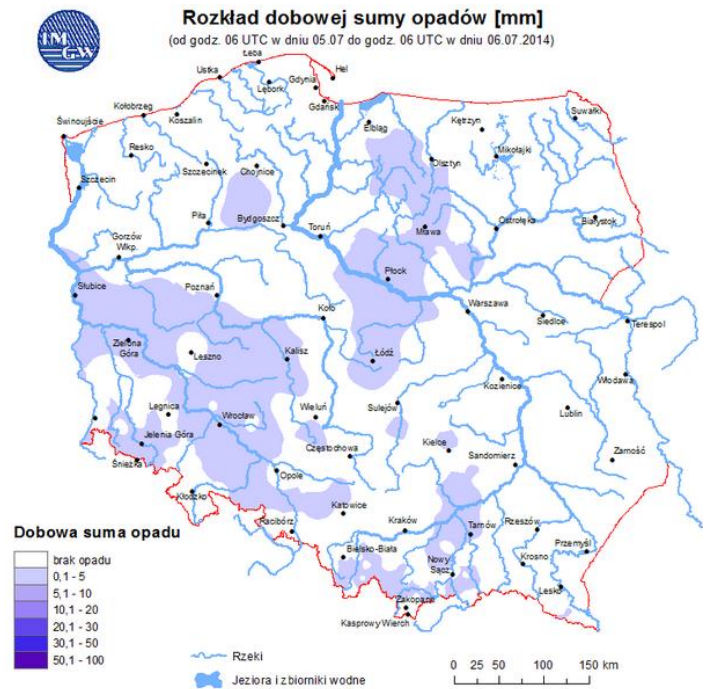 IM
GW
Rozkład dobowej sumy opadów [mm]
(od godz. 06 UTC w dniu 05.07 do godz. 06 UTC w dniu 06.07.2014)
Łeba
Ustka
Hel
Lębork
Gdynia
Gdańsk
Kołobrzeg
Koszalin
Świnoujście
Elbląg
Kętrzyn
Suwałki
Resko
Szczecinek
Chojnice
Olsztyn
Mikołajki
Szczecin
Piła
Bydgoszcz
Toruń
Mława
Ostrołęka
Białystok
Gorzów
Wlkp.
Słubice
Poznań
Płock
Koło
Warszawa
Siedlce
Terespol
Zielona
Góra
Leszno
Kalisz
Łódź
Kozienice
Włodawa
Legnica
Wrocław
Wieluń
Sulejów
Lublin
Jelenia Góra
Śnieżka
Częstochowa
Kielce
Sandomierz
Zamość
Kłodzko
Opole
Katowice
Racibórz
Kraków
Tarnów
Rzeszów
Przemyśl
Bielsko-Biała
Nowy
Sącz
Krosno
Lesko
Zakopane
Kasprowy Wierch
Dobowa suma opadu
brak opadu
0,1 - 5
5,1 - 10
10,1 - 20
20,1 - 30
30,1 - 50
50,1 - 100
Rzeki
Jeziora i zbiorniki wodne
0 25 50 100 150 km